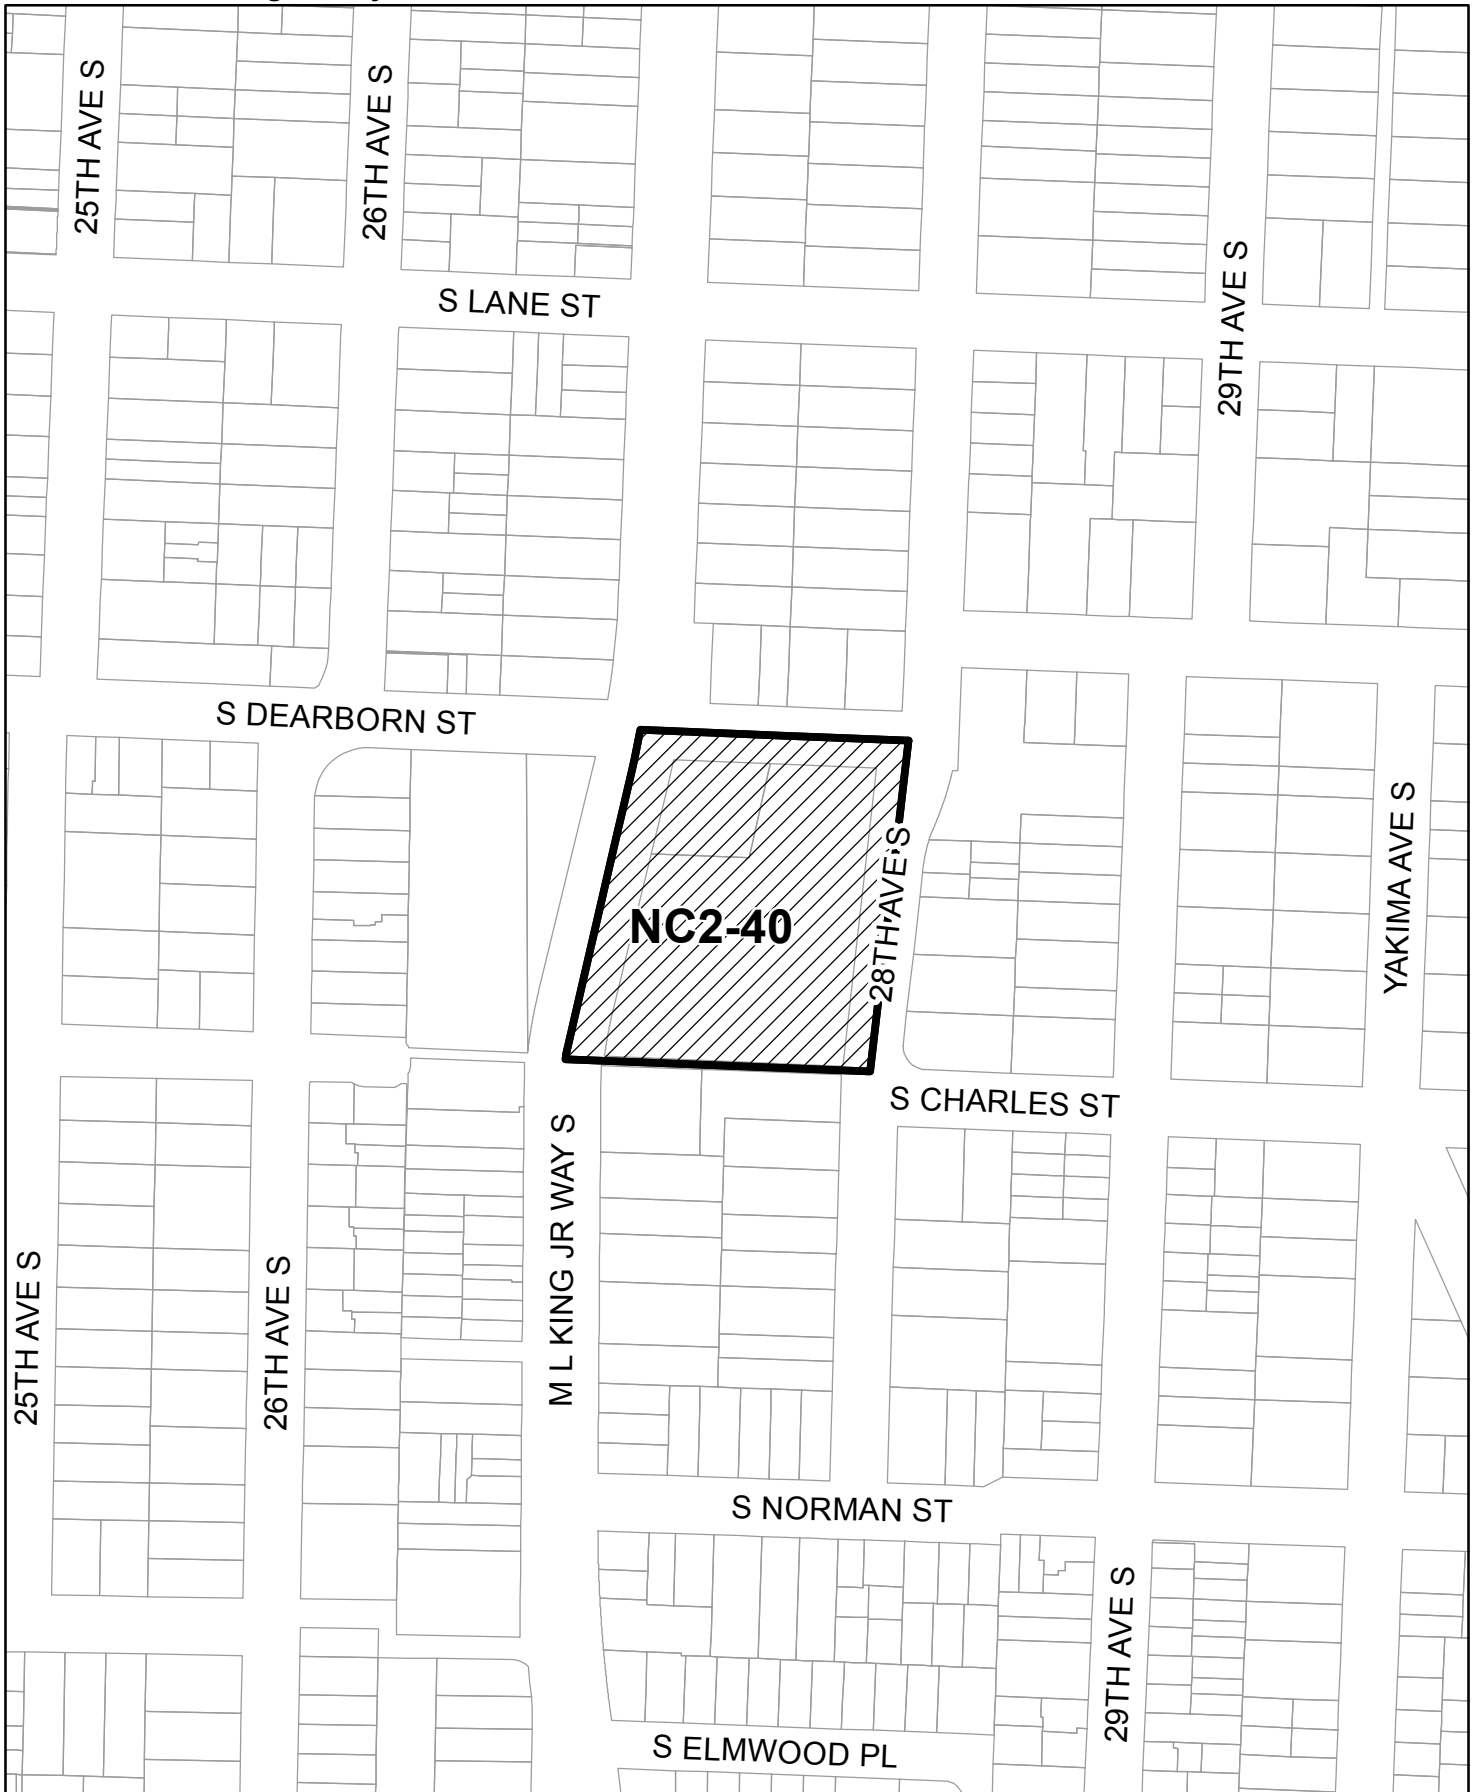 25TH AVE S
26TH AVE S
S LANE ST
29TH AVE S
S DEARBORN ST
YAKIMA AVE S
28TH AVE S
NC2-40
S CHARLES ST
M L KING JR WAY S
25TH AVE S
26TH AVE S
S NORMAN ST
29TH AVE S
S ELMWOOD PL